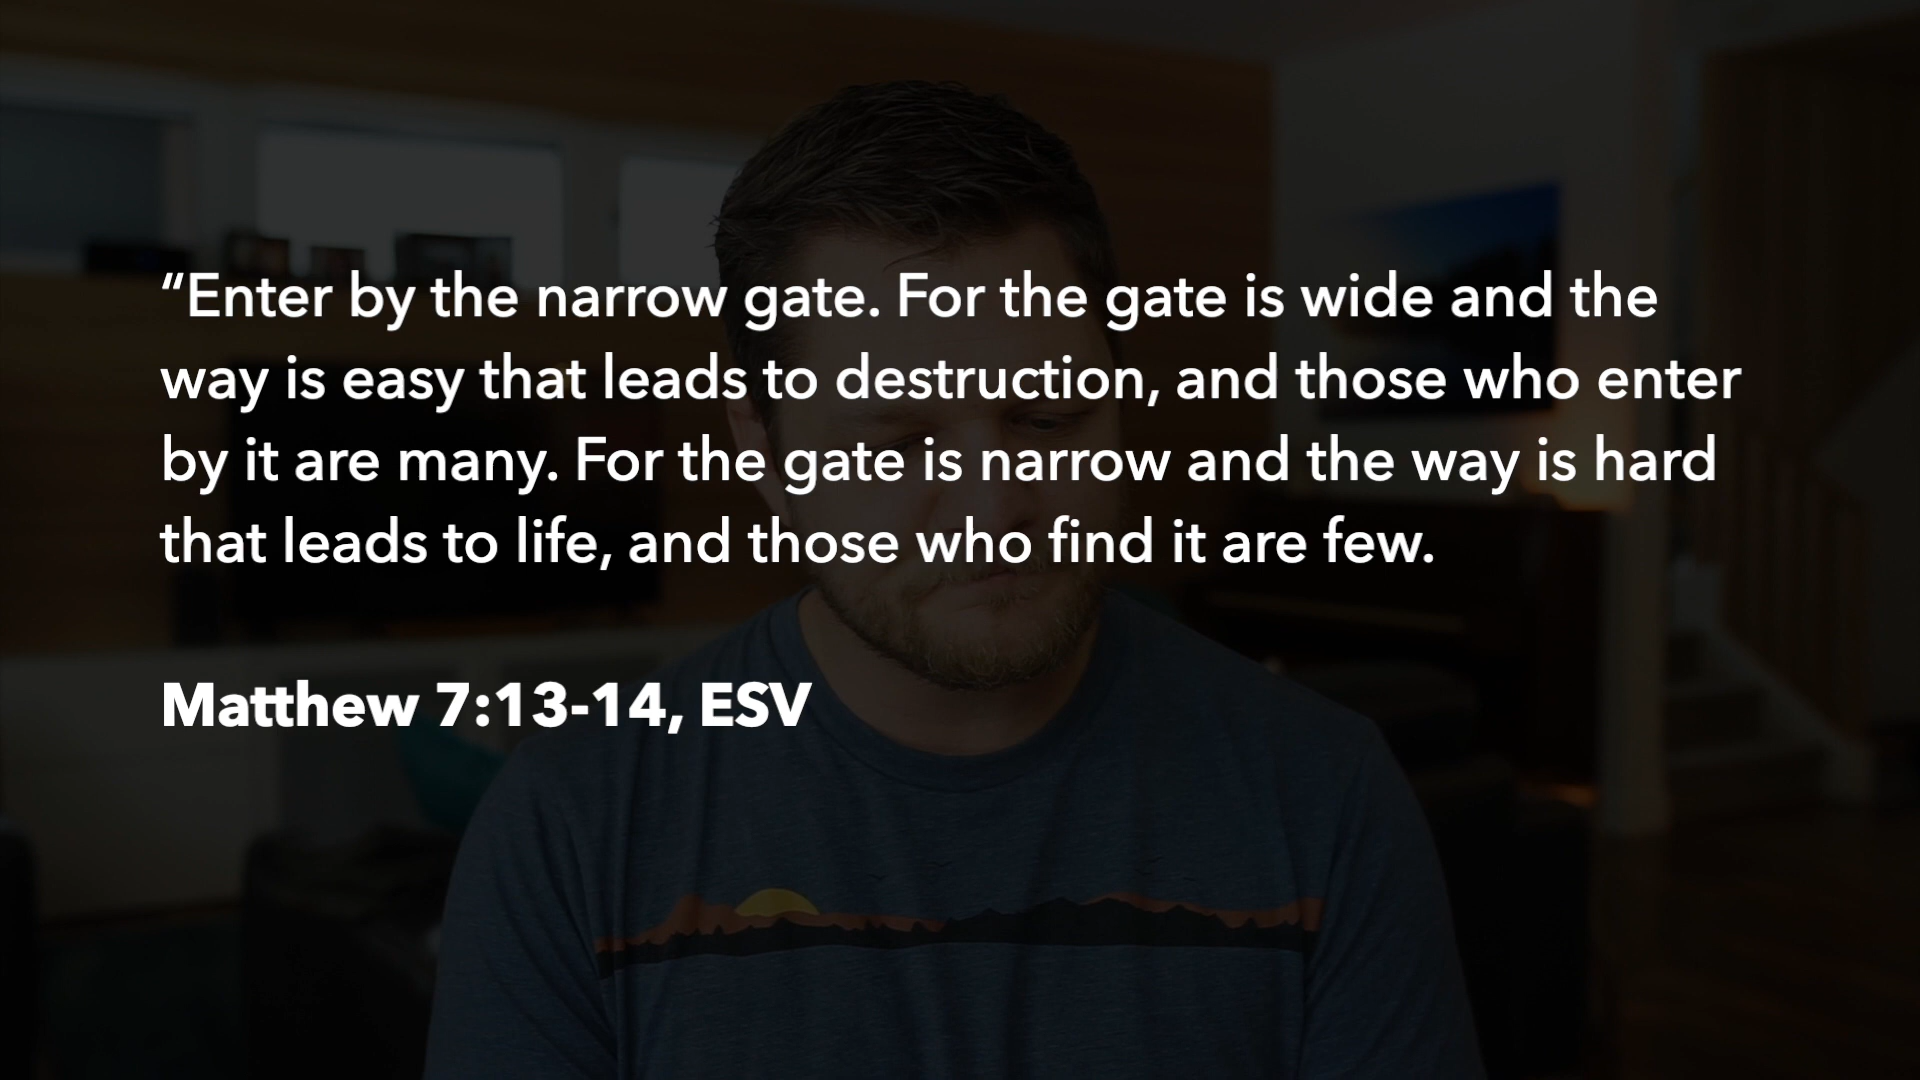 “Enter by the narrow gate. For the gate is wide and the
way is easy that leads to destruction, and those who enter
by it are many. For the gate is narrow and the way is hard
that leads to life, and those who find it are few.
Matthew 7:13-14, ESV